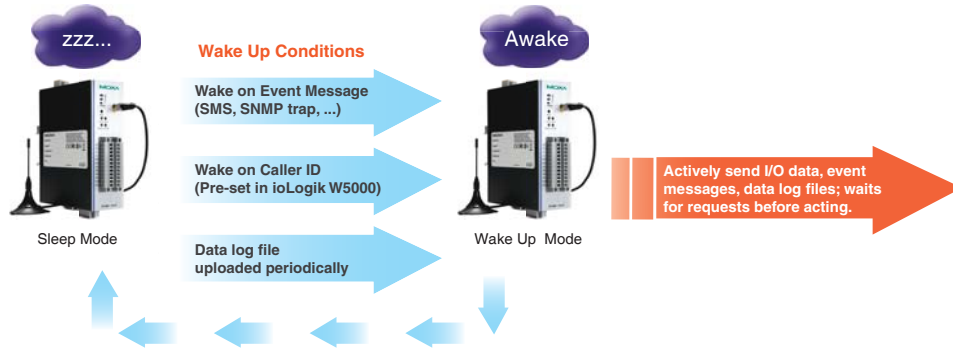 zzz...
Awake
Wake Up Conditions
MOXA
MOXA
Wake on Event Message
(SMS, SNMP trap, ...)
Wake on Caller ID
(Pre-set in ioLogik W5000)
Actively send I/O data, event
messages, data log files; waits
for requests before acting.
Sleep Mode
Wake Up Mode
Data log file
uploaded periodically